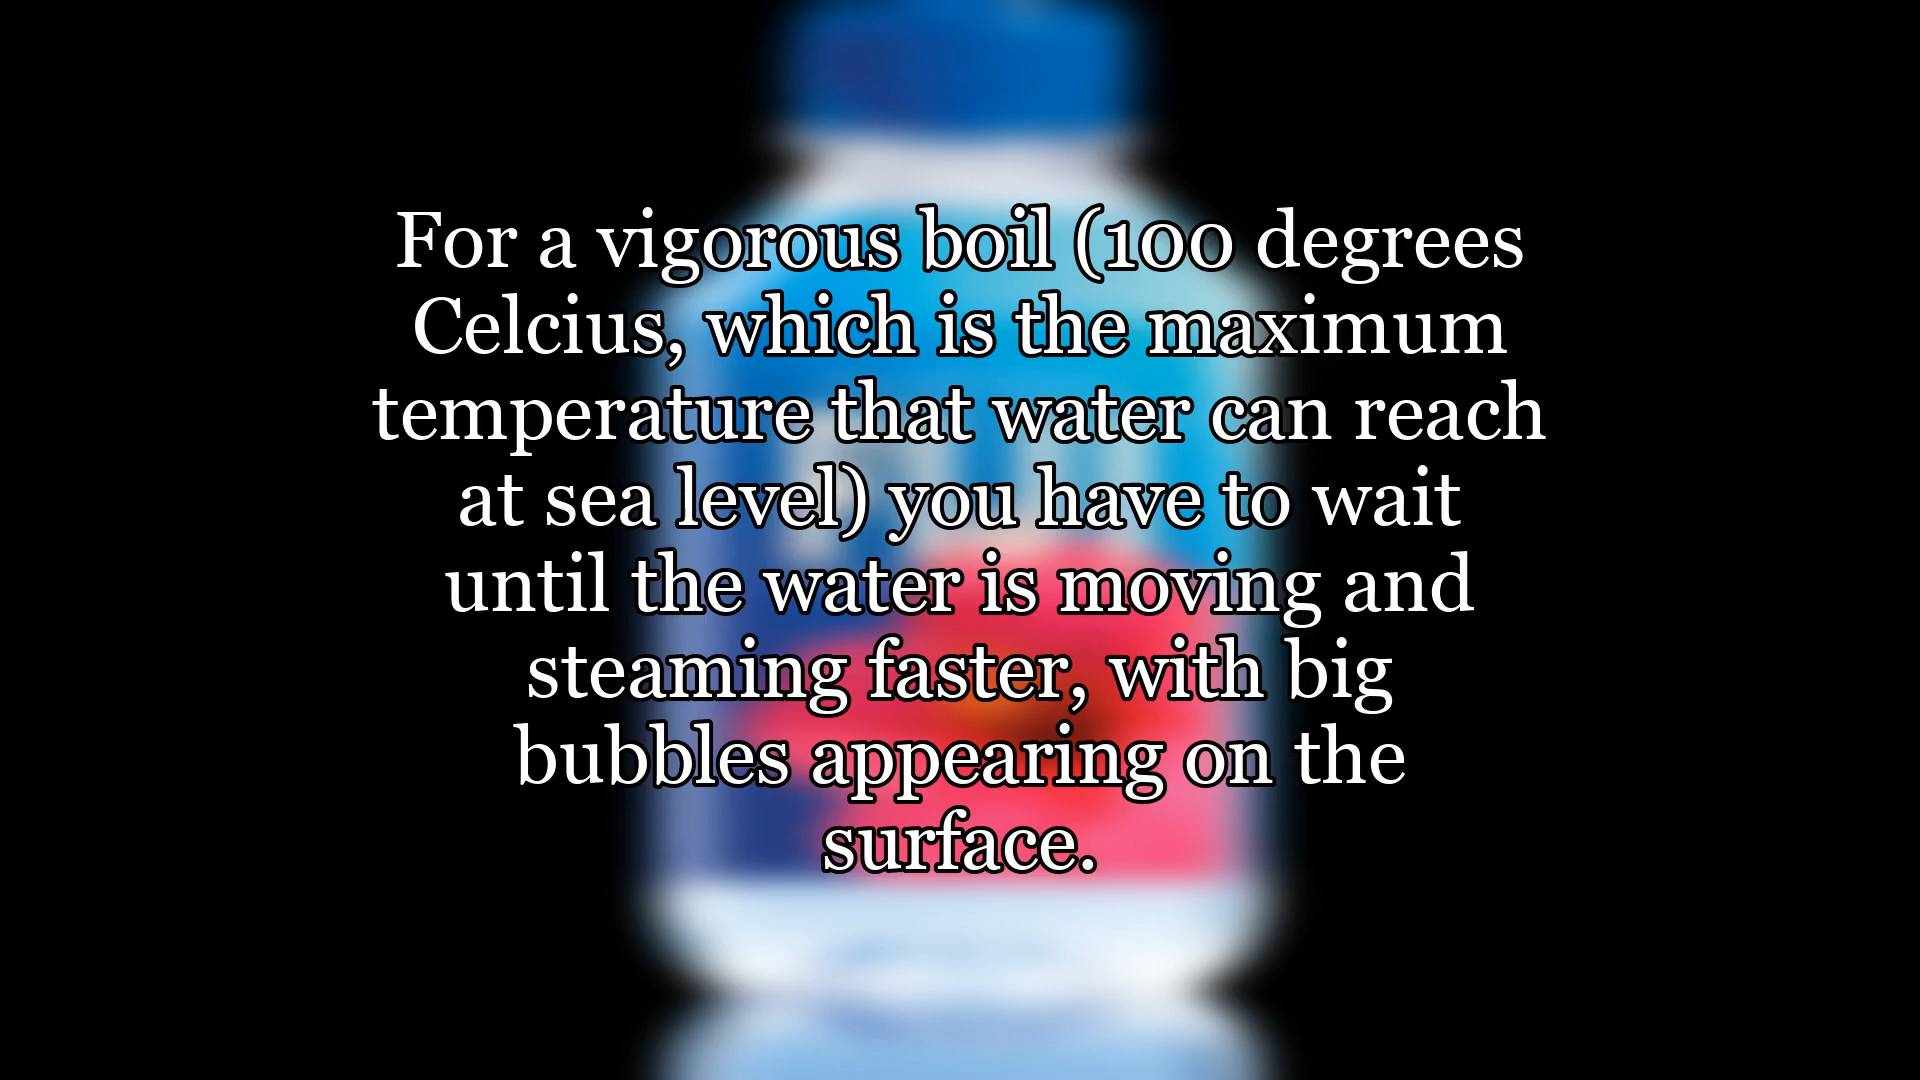 For a vigorous boil (100 degrees
Celcius, which is the maximum
temperature that water can reach
at sea level) you have to wait
until the water is moving and
steaming faster, with big
bubbles appearing on the
surface.